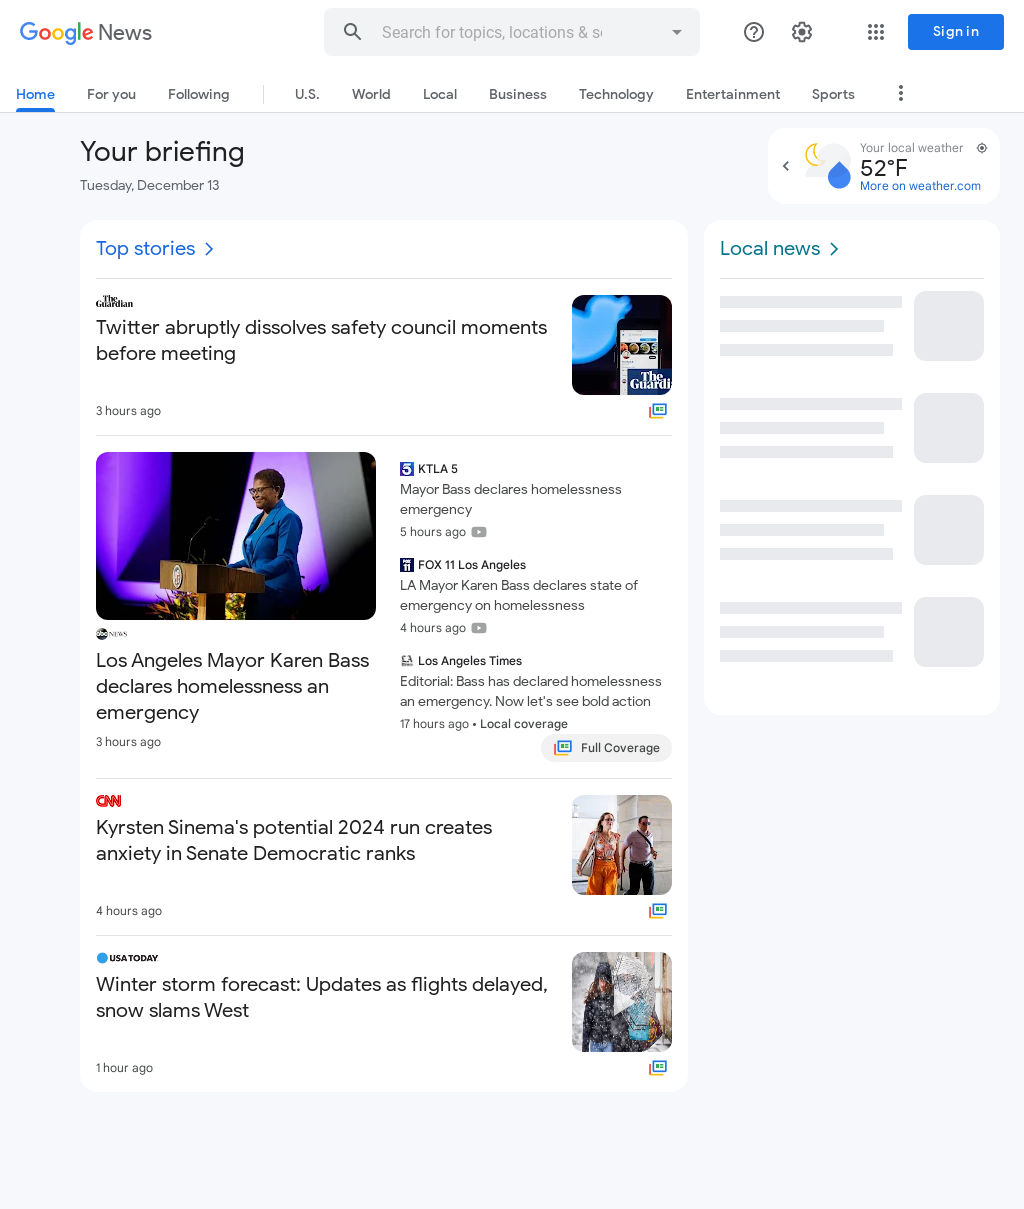 Google News
Search for topics, locations & s
Sign in
Home
For you
Following
U.S.
World
Local
Business
Technology
Entertainment
Sports
Your briefing
Tuesday, December 13
Your local weather
52°F
More on weather.com
Top stories
The
Guardian
Twitter abruptly dissolves safety council moments
before meeting
The
Guardian
3 hours ago
abc NEWS
Los Angeles Mayor Karen Bass
declares homelessness an
emergency
3 hours ago
5 KTLA 5
Mayor Bass declares homelessness
emergency
5 hours ago
FOX 11 FOX 11 Los Angeles
LA Mayor Karen Bass declares state of
emergency on homelessness
4 hours ago
Los Angeles Times
Editorial: Bass has declared homelessness
an emergency. Now let's see bold action
17 hours ago • Local coverage
Full Coverage
CNN
Kyrsten Sinema's potential 2024 run creates
anxiety in Senate Democratic ranks
4 hours ago
USA TODAY
Winter storm forecast: Updates as flights delayed,
snow slams West
1 hour ago
Local news